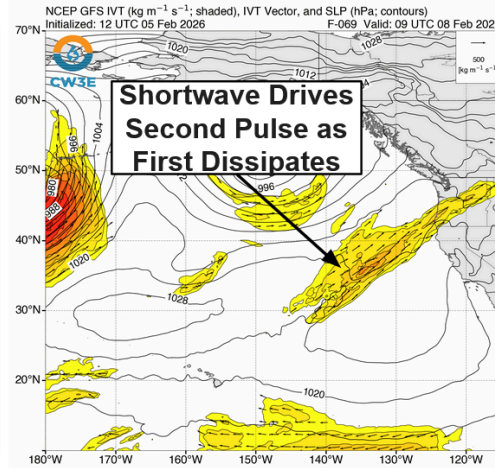 NCEP GFS IVT (kg m⁻¹ s⁻¹; shaded), IVT Vector, and SLP (hPa; contours)
Initialized: 12 UTC 05 Feb 2026 F-069 Valid: 09 UTC 08 Feb 202
70°N
1020
1028
500
[kg m⁻¹ s
CW3E
1012
1004
60°N
Shortwave Drives
Second Pulse as
First Dissipates
1004
996
980
988
50°N
996
40°N
1020
1020
1028
30°N
20°N
1020
180°W 170°W 160°W 150°W 140°W 130°W